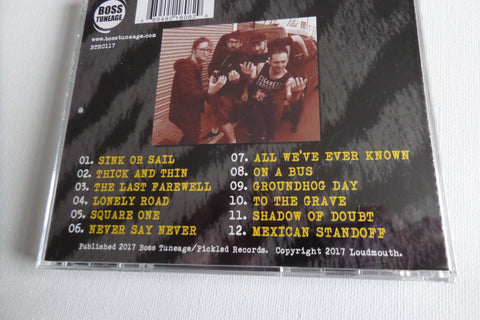 BOSS
TUNEAGE
www.bosstuneage.com
BTRC117
01. SINK OR SAIL
02. THICK AND THIN
03. THE LAST FAREWELL
04. LONELY ROAD
05. SQUARE ONE
06. NEVER SAY NEVER
07. ALL WE'VE EVER KNOWN
08. ON A BUS
09. GROUNDHOG DAY
10. TO THE GRAVE
11. SHADOW OF DOUBT
12. MEXICAN STANDOFF
Published 2017 Boss Tuneage/Pickled Records. Copyright 2017 Loudmouth.